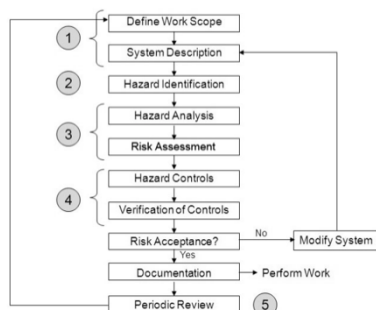 Define Work Scope
1
System Description
2
Hazard Identification
Hazard Analysis
3
Risk Assessment
Hazard Controls
4
Verification of Controls
Risk Acceptance?
No
Modify System
Yes
Documentation
Perform Work
Periodic Review
5